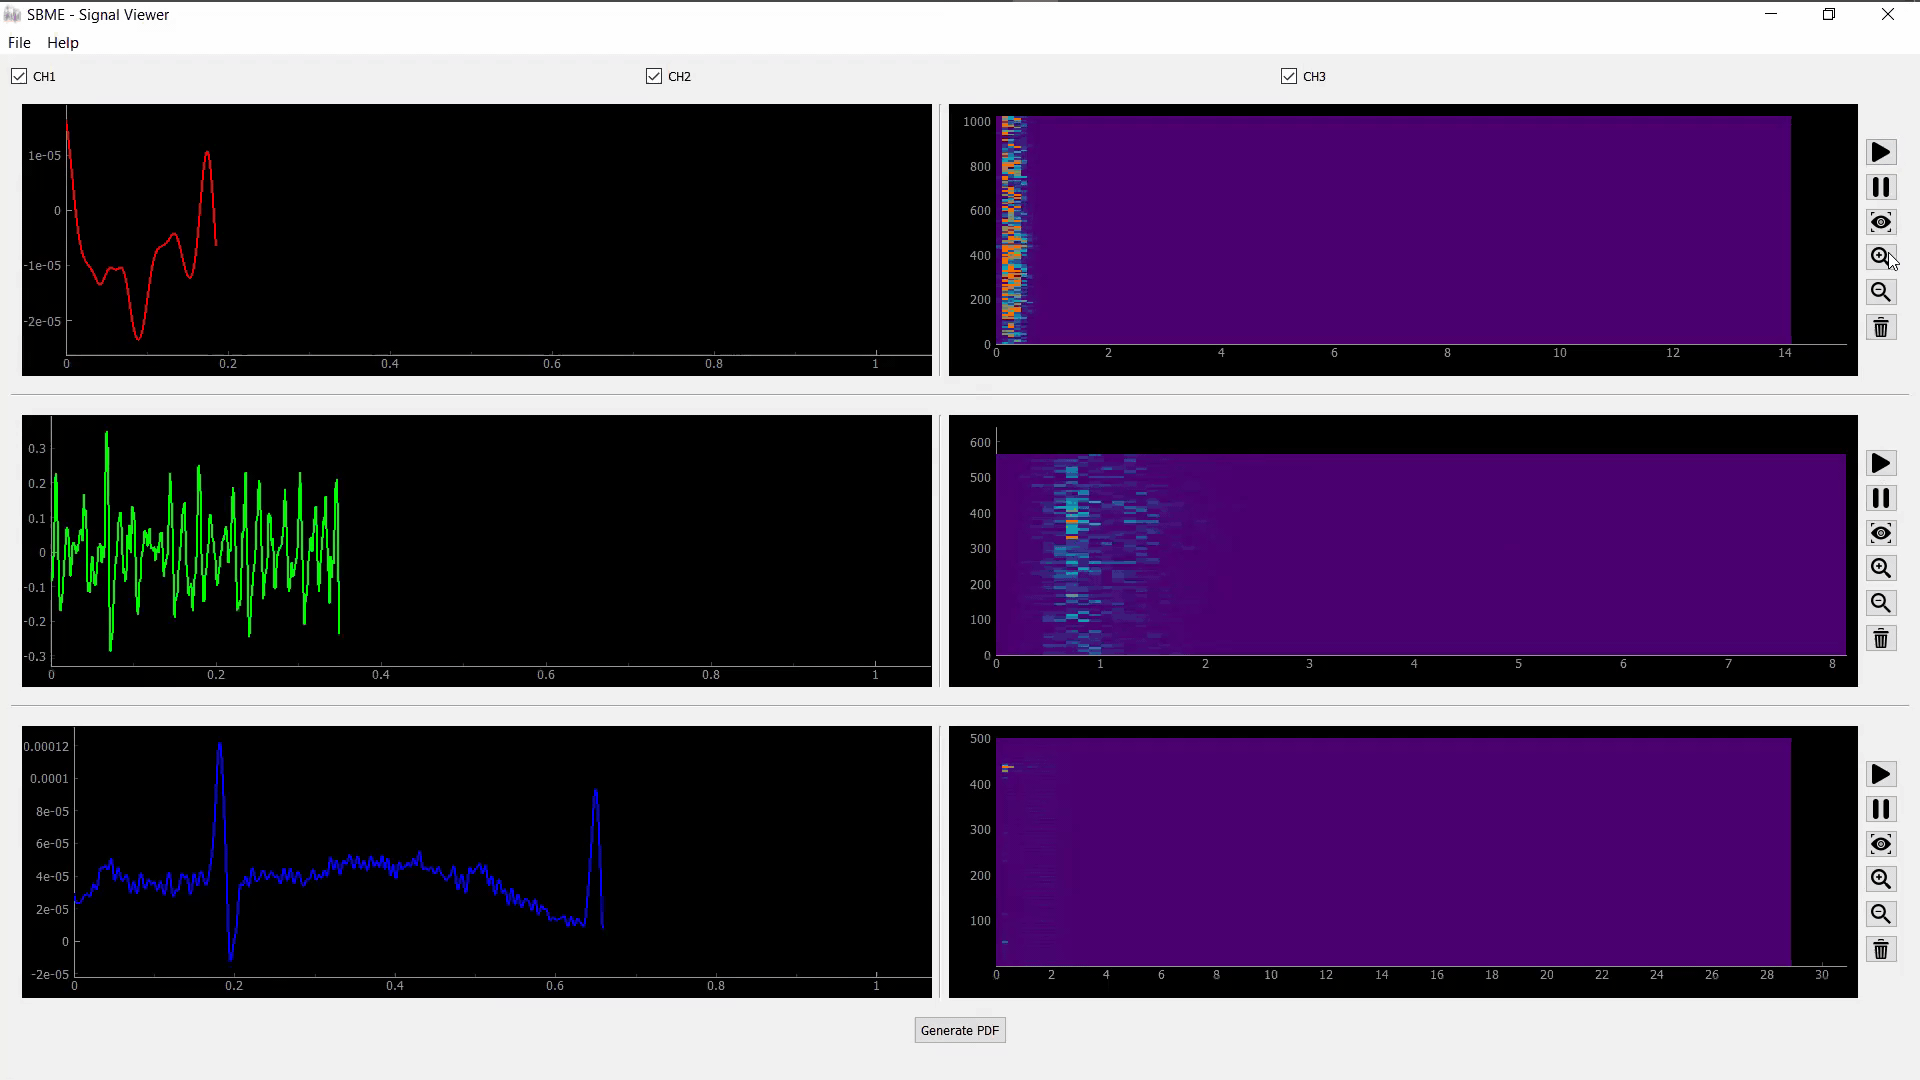 SBME - Signal Viewer
File Help
CH1 CH2 CH3
1e-05
0
-1e-05
-2e-05
0 0.2 0.4 0.6 0.8 1
1000
800
600
400
200
0
0 2 4 6 8 10 12 14
0.3
0.2
0.1
0
-0.1
-0.2
-0.3
0 0.2 0.4 0.6 0.8 1
600
500
400
300
200
100
0
0 1 2 3 4 5 6 7 8
0.00012
0.0001
8e-05
6e-05
4e-05
2e-05
0
-2e-05
0 0.2 0.4 0.6 0.8 1
500
400
300
200
100
0 2 4 6 8 10 12 14 16 18 20 22 24 26 28 30
Generate PDF